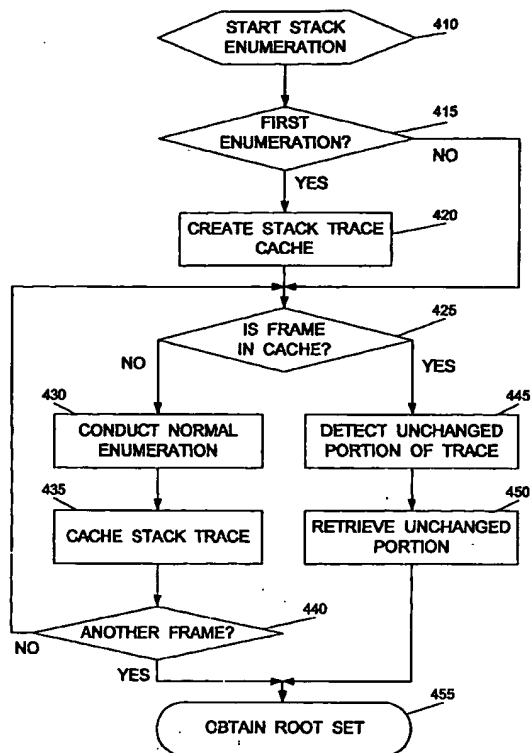 START STACK
ENUMERATION
410
FIRST
ENUMERATION?
415
NO
YES
CREATE STACK TRACE
CACHE
420
IS FRAME
IN CACHE?
425
NO
YES
430
CONDUCT NORMAL
ENUMERATION
445
DETECT UNCHANGED
PORTION OF TRACE
435
CACHE STACK TRACE
450
RETRIEVE UNCHANGED
PORTION
ANOTHER FRAME?
440
NO
YES
455
OBTAIN ROOT SET